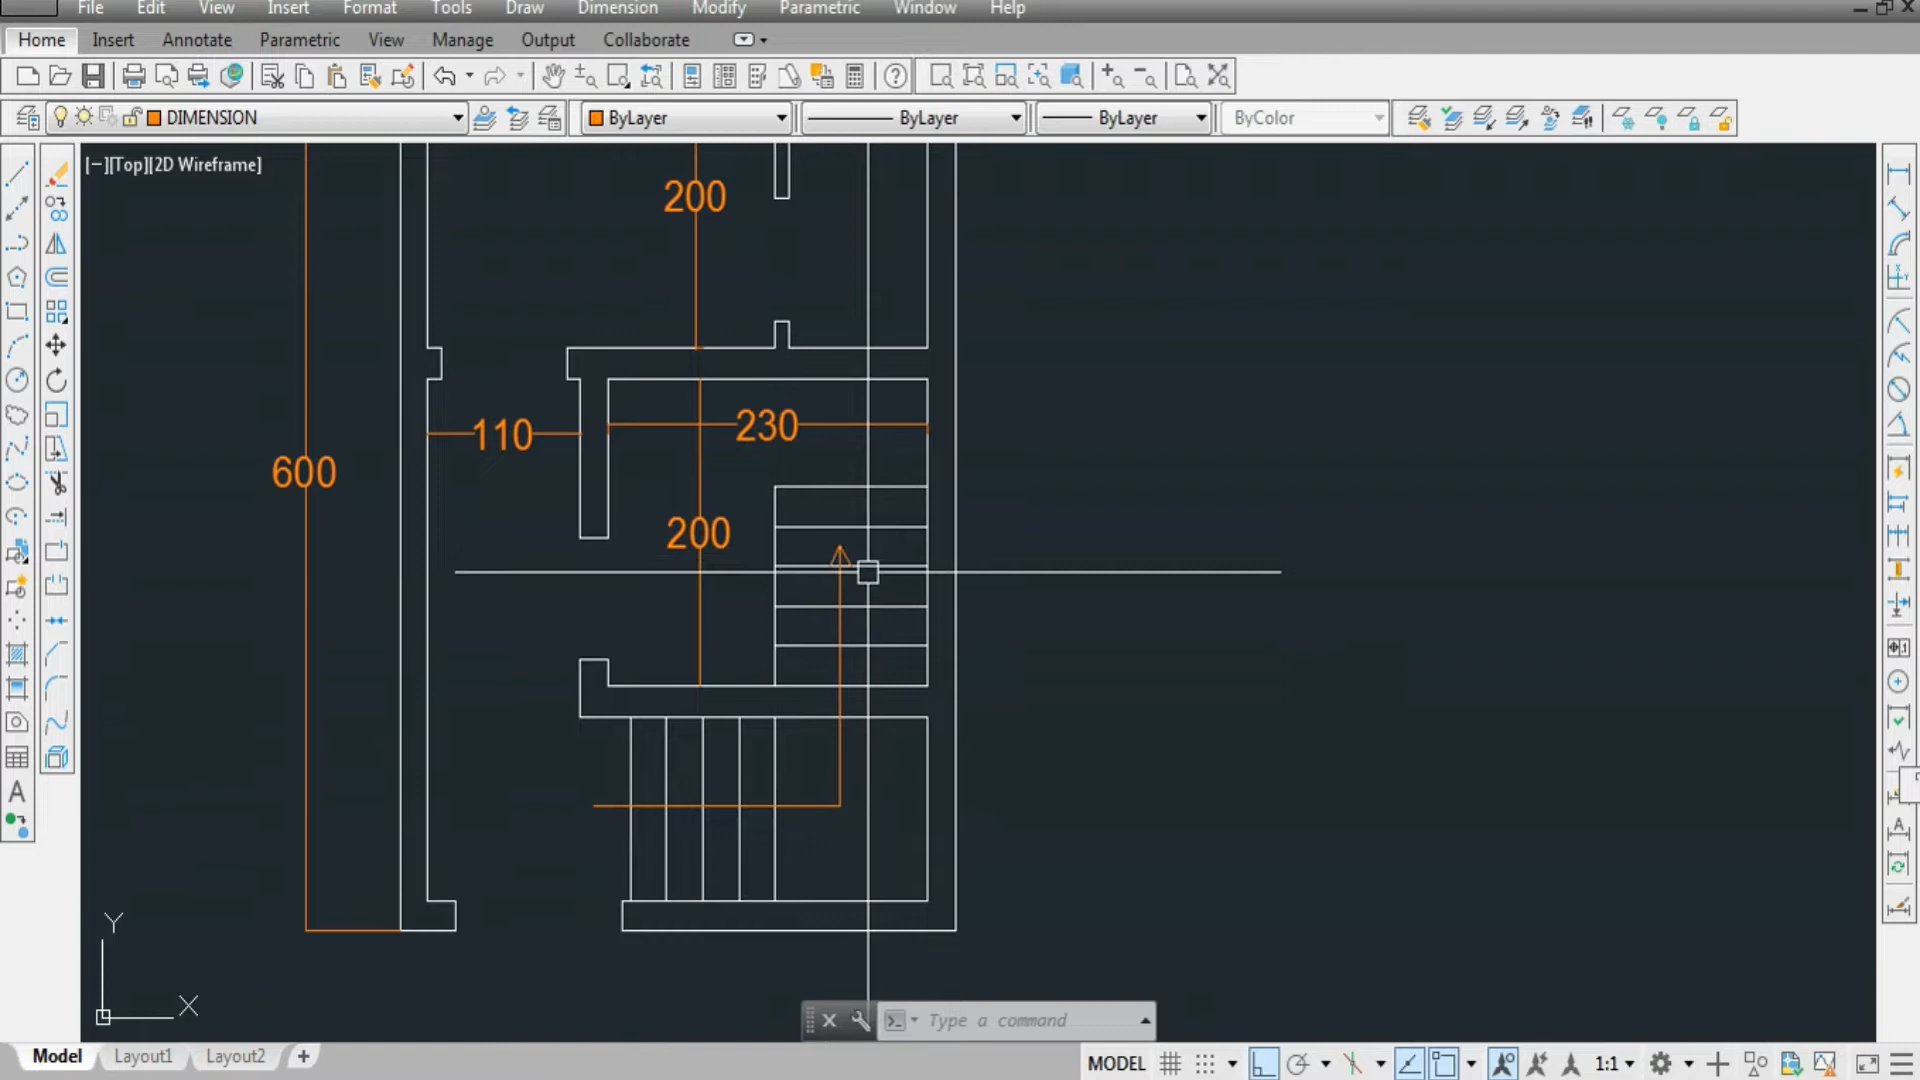 File Edit View Insert Format Tools Draw Dimension Modify Parametric Window Help
Home Insert Annotate Parametric View Manage Output Collaborate
DIMENSION ByLayer ByLayer ByLayer ByColor
[−][Top][2D Wireframe]
200
230
110
600
200
Y
X
Type a command
Model Layout1 Layout2 +
MODEL 1:1